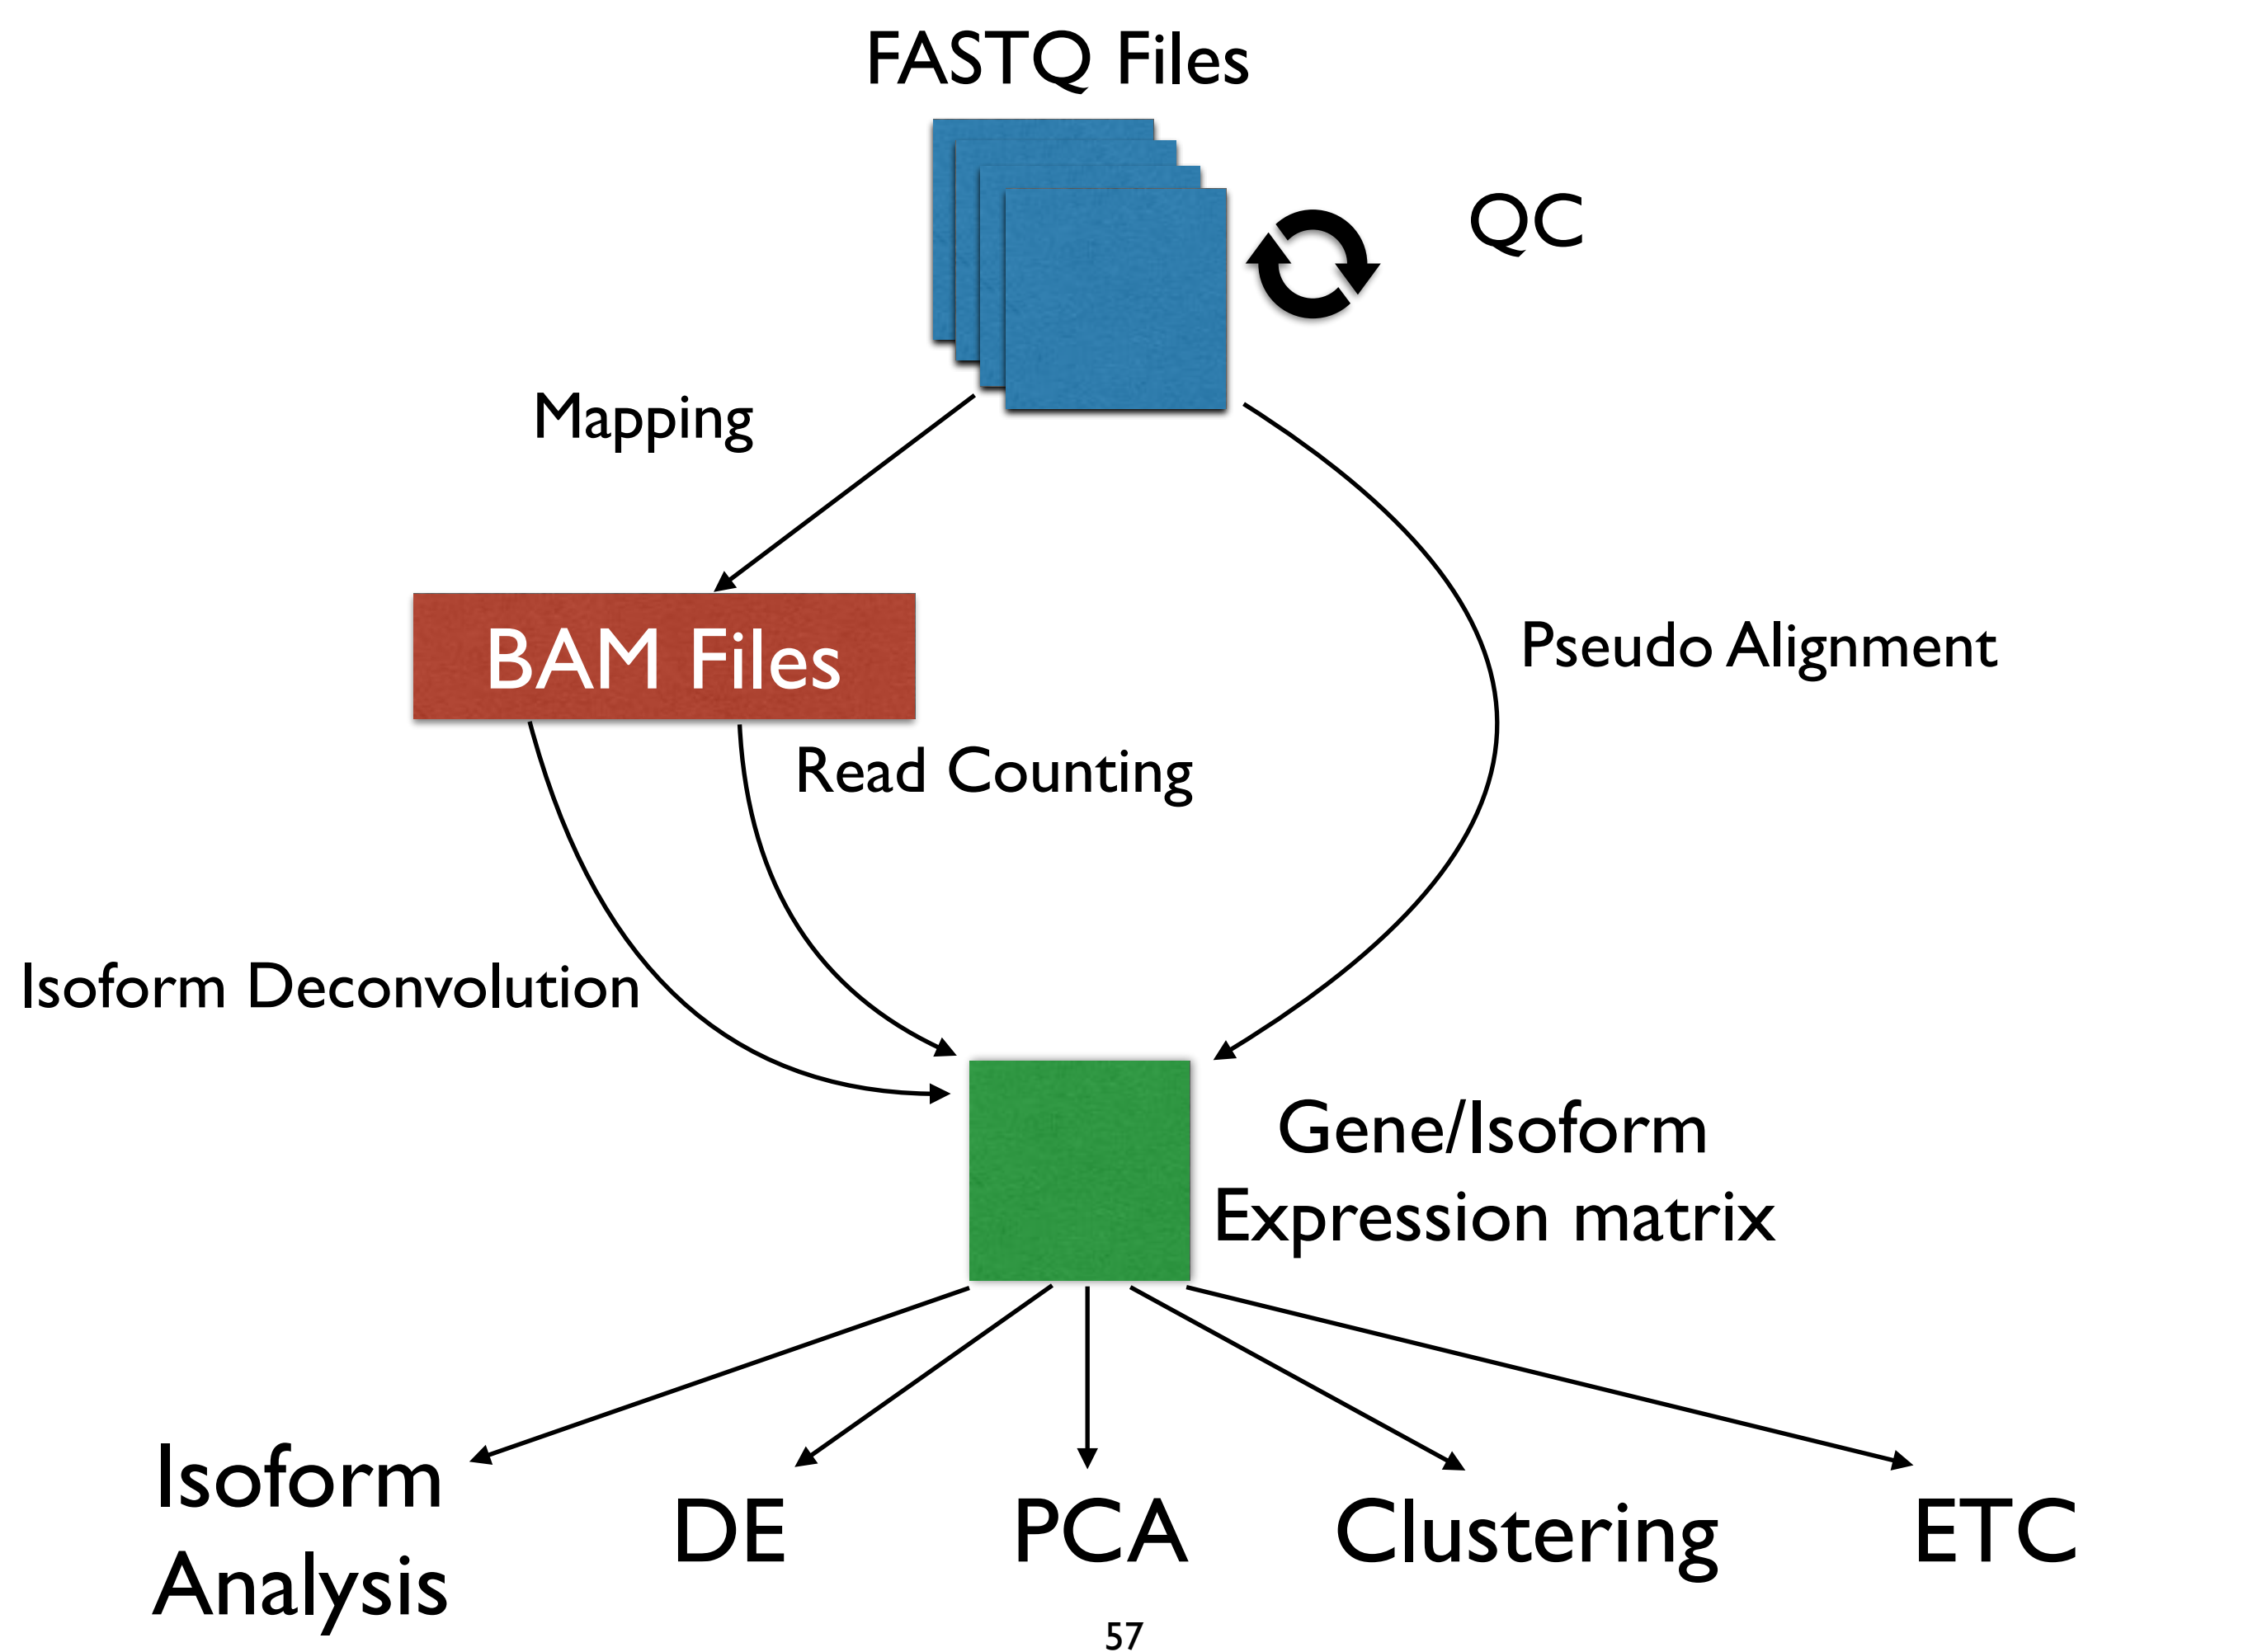 FASTQ Files
QC
Mapping
Pseudo Alignment
BAM Files
Read Counting
Isoform Deconvolution
Gene/Isoform
Expression matrix
Isoform
Analysis
DE
PCA
Clustering
ETC
57